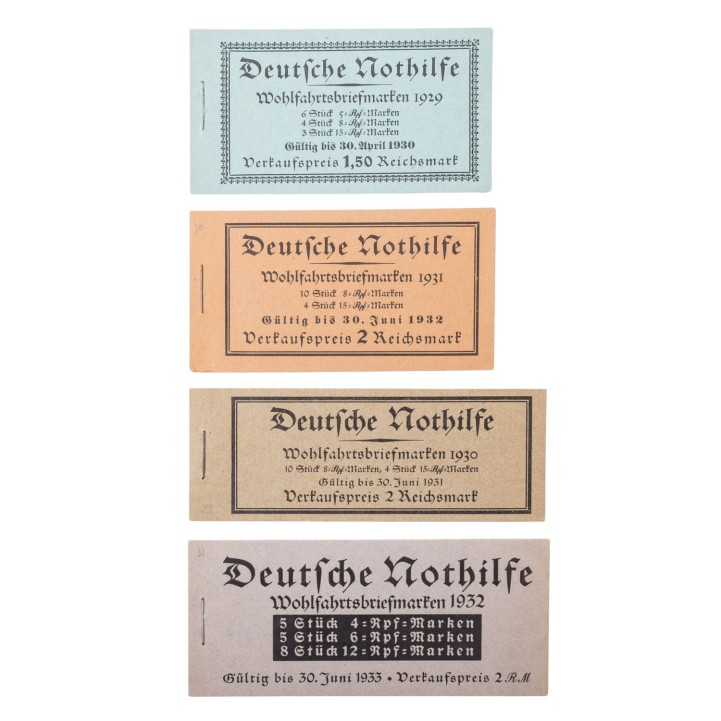 Deutſche Nothilfe
Wohlfahrtsbriefmarken 1929
6 Stück 5=Rpf=Marken
4 Stück 8=Rpf=Marken
3 Stück 15=Rpf=Marken
Gültig bis 30. April 1930
Verkaufspreis 1,50 Reichsmark
Deutſche Nothilfe
Wohlfahrtsbriefmarken 1931
10 Stück 8=Rpf=Marken
4 Stück 15=Rpf=Marken
Gültig bis 30. Juni 1932
Verkaufspreis 2 Reichsmark
Deutſche Nothilfe
Wohlfahrtsbriefmarken 1930
10 Stück 8=Rpf=Marken, 4 Stück 15=Rpf=Marken
Gültig bis 30. Juni 1931
Verkaufspreis 2 Reichsmark
31
Deutſche Nothilfe
Wohlfahrtsbriefmarken 1932
5 Stück 4=Rpf=Marken
5 Stück 6=Rpf=Marken
8 Stück 12=Rpf=Marken
Gültig bis 30. Juni 1933 • Verkaufspreis 2 RM